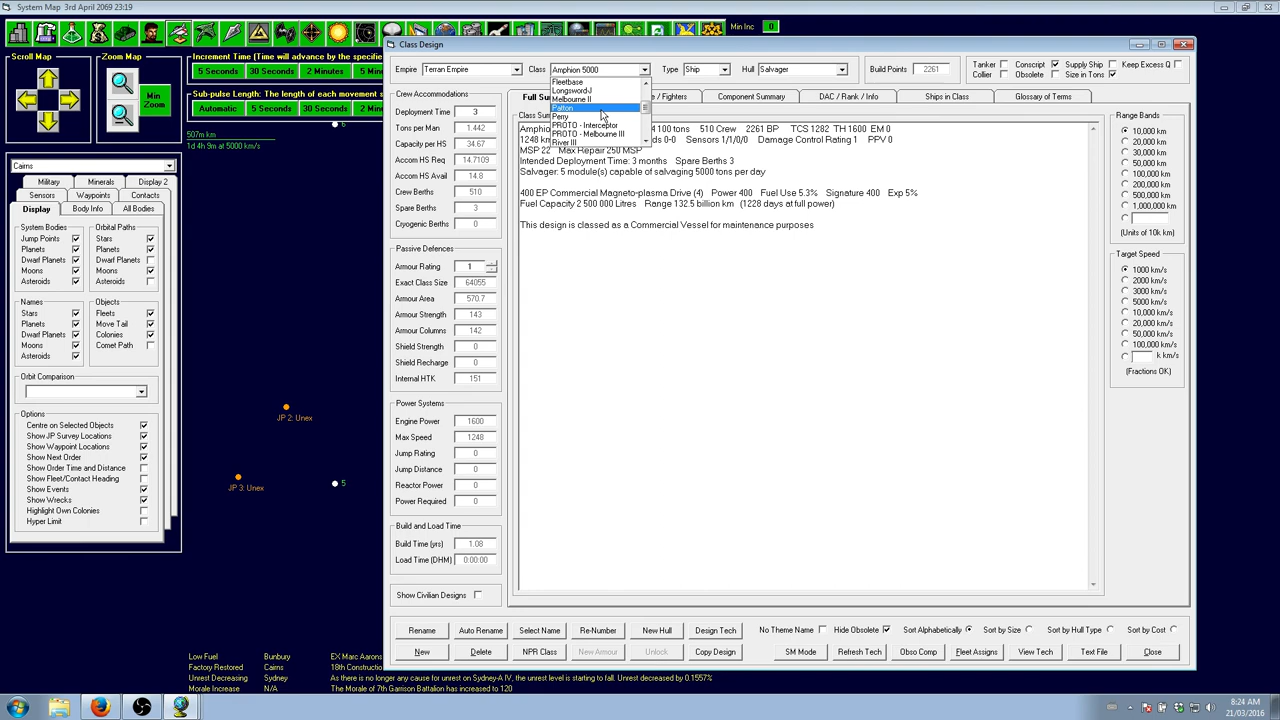 System Map  3rd April 2069 23:19
Min Inc 0
Scroll Map
Zoom Map
Min Zoom
Increment Time (Time will advance by the specifie
5 Seconds 30 Seconds 2 Minutes 5 Min
Sub-pulse Length: The length of each movement s
Automatic 5 Seconds 30 Seconds 2 Min
507m km
1d 4h 9m at 5000 km/s
6
Cairns
Military Minerals Display 2
Sensors Waypoints Contacts
Display Body Info All Bodies
System Bodies Orbital Paths
Jump Points Stars
Planets Planets
Dwarf Planets Dwarf Planets
Moons Moons
Asteroids Asteroids
Names Objects
Stars Fleets
Planets Move Tail
Dwarf Planets Colonies
Moons Comet Path
Asteroids
Orbit Comparison
Options
Centre on Selected Objects
Show JP Survey Locations
Show Waypoint Locations
Show Next Order
Show Order Time and Distance
Show Fleet/Contact Heading
Show Events
Show Wrecks
Highlight Own Colonies
Hyper Limit
JP 2: Unex
JP 3: Unex
5
Class Design
Empire Terran Empire Class Amphion 5000 Type Ship Hull Salvager Build Points 2261
Tanker Conscript Supply Ship Keep Excess Q
Collier Obsolete Size in Tons
Fleetbase
Longsword-J
Melbourne II
Patton
Perry
PROTO - Interceptor
PROTO - Melbourne III
River III
Full Su e / Fighters Component Summary DAC / Rank / Info Ships in Class Glossary of Terms
Crew Accommodations
Deployment Time 3
Tons per Man 1.442
Capacity per HS 34.67
Accom HS Req 14.7109
Accom HS Avail 14.8
Crew Berths 510
Spare Berths 3
Cryogenic Berths 0
Passive Defences
Armour Rating 1
Exact Class Size 64055
Armour Area 570.7
Armour Strength 143
Armour Columns 142
Shield Strength 0
Shield Recharge 0
Internal HTK 151
Power Systems
Engine Power 1600
Max Speed 1248
Jump Rating 0
Jump Distance 0
Reactor Power 0
Power Required 0
Build and Load Time
Build Time (yrs) 1.08
Load Time (DHM) 0:00:00
Show Civilian Designs
Class Sum
Amphio 4 100 tons 510 Crew 2261 BP TCS 1282 TH 1600 EM 0
1248 km ds 0-0 Sensors 1/1/0/0 Damage Control Rating 1 PPV 0
MSP 22 Max Repair 250 MSP
Intended Deployment Time: 3 months Spare Berths 3
Salvager: 5 module(s) capable of salvaging 5000 tons per day
400 EP Commercial Magneto-plasma Drive (4) Power 400 Fuel Use 5.3% Signature 400 Exp 5%
Fuel Capacity 2 500 000 Litres Range 132.5 billion km (1228 days at full power)
This design is classed as a Commercial Vessel for maintenance purposes
Range Bands
10,000 km
20,000 km
30,000 km
50,000 km
100,000 km
200,000 km
500,000 km
1,000,000 km
(Units of 10k km)
Target Speed
1000 km/s
2000 km/s
3000 km/s
5000 km/s
10,000 km/s
20,000 km/s
50,000 km/s
100,000 km/s
k km/s
(Fractions OK)
Rename Auto Rename Select Name Re-Number New Hull Design Tech No Theme Name Hide Obsolete Sort Alphabetically Sort by Size Sort by Hull Type Sort by Cost
New Delete NPR Class New Armour Unlock Copy Design SM Mode Refresh Tech Obso Comp Fleet Assign View Tech Text File Close
Low Fuel Bunbury EX Marc Aarons
Factory Restored Cairns 18th Construction
Unrest Decreasing Sydney As there is no longer any cause for unrest on Sydney-A IV, the unrest level is starting to fall. Unrest decreased by 0.1557%
Morale Increase N/A The Morale of 7th Garrison Battalion has increased to 120
8:24 AM
21/03/2016